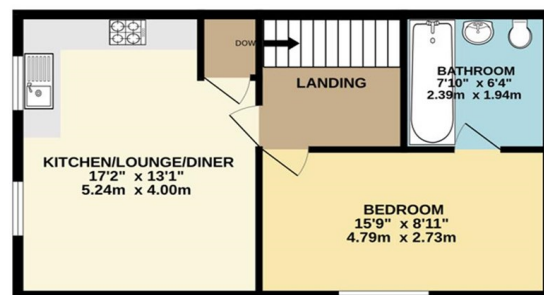 DOW
LANDING
BATHROOM
7'10" x 6'4"
2.39m x 1.94m
KITCHEN/LOUNGE/DINER
17'2" x 13'1"
5.24m x 4.00m
BEDROOM
15'9" x 8'11"
4.79m x 2.73m